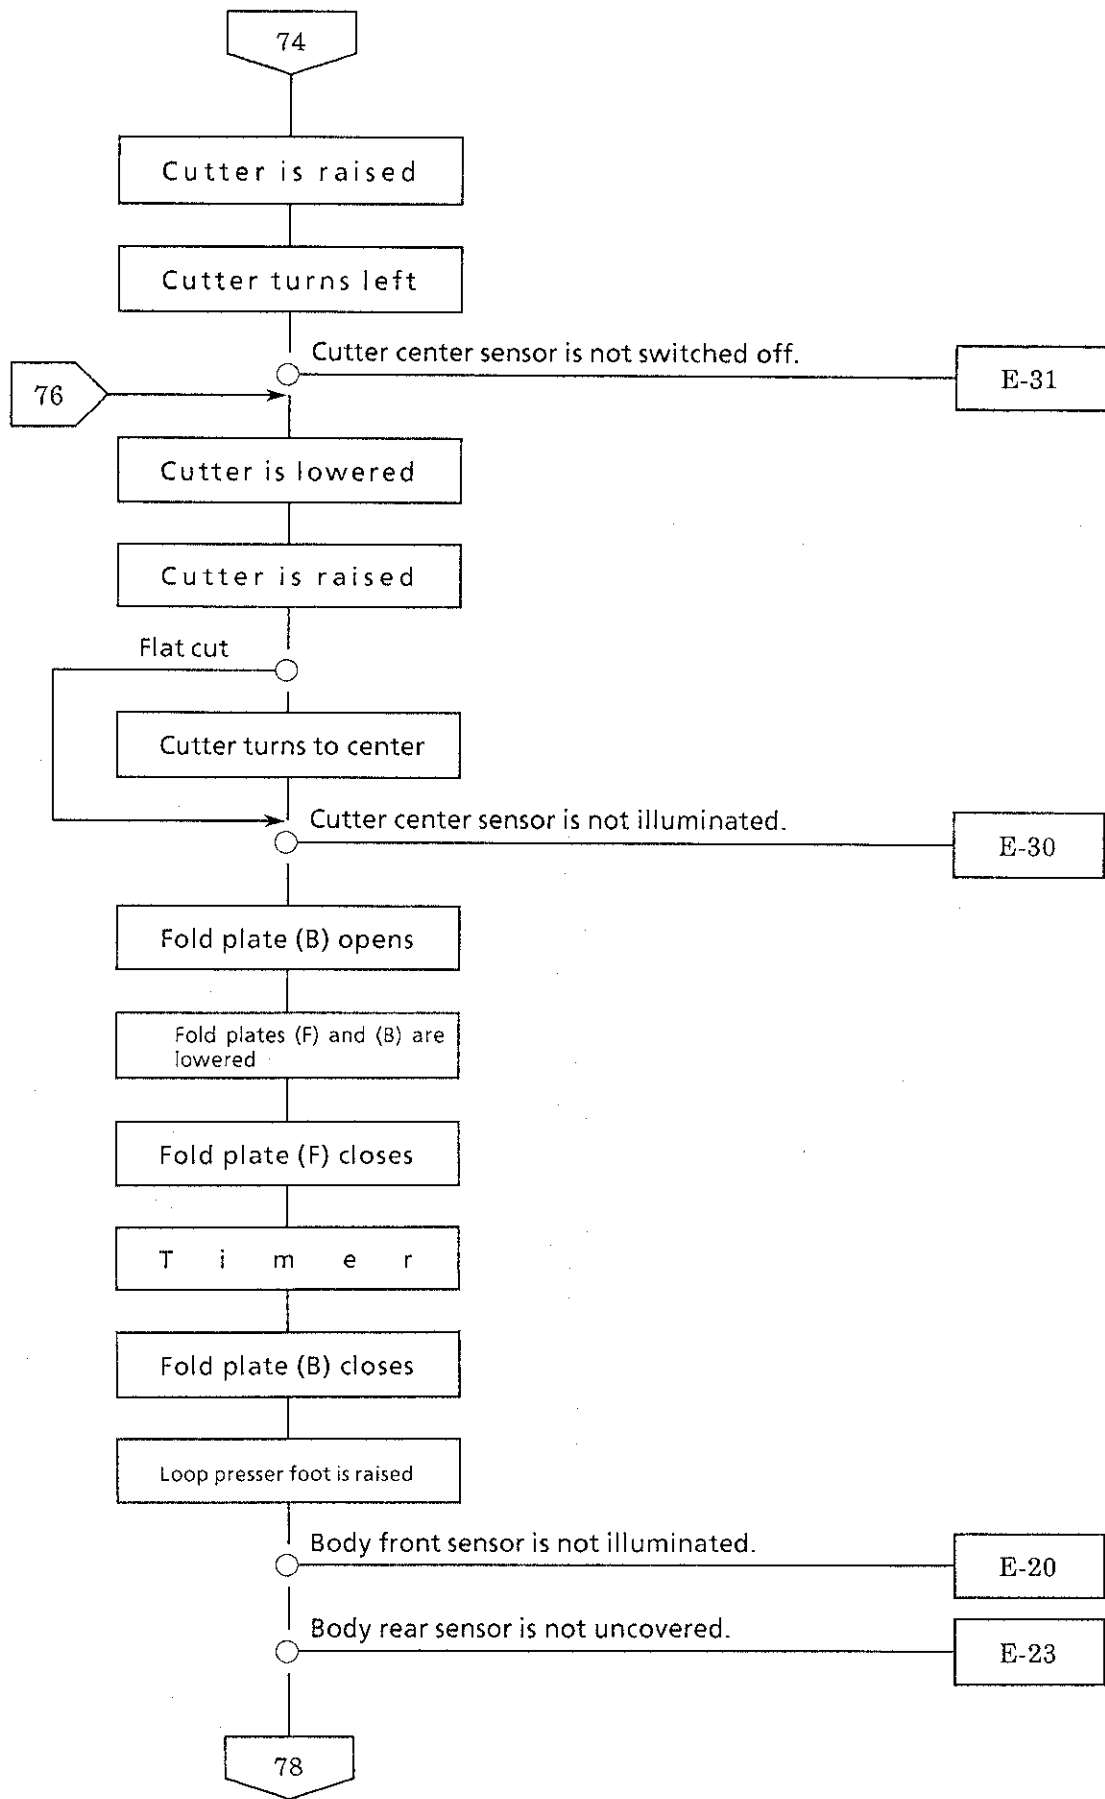 74
Cutter is raised
Cutter turns left
Cutter center sensor is not switched off.
E-31
76
Cutter is lowered
Cutter is raised
Flat cut
Cutter turns to center
Cutter center sensor is not illuminated.
E-30
Fold plate (B) opens
Fold plates (F) and (B) are
lowered
Fold plate (F) closes
Timer
Fold plate (B) closes
Loop presser foot is raised
Body front sensor is not illuminated.
E-20
Body rear sensor is not uncovered.
E-23
78